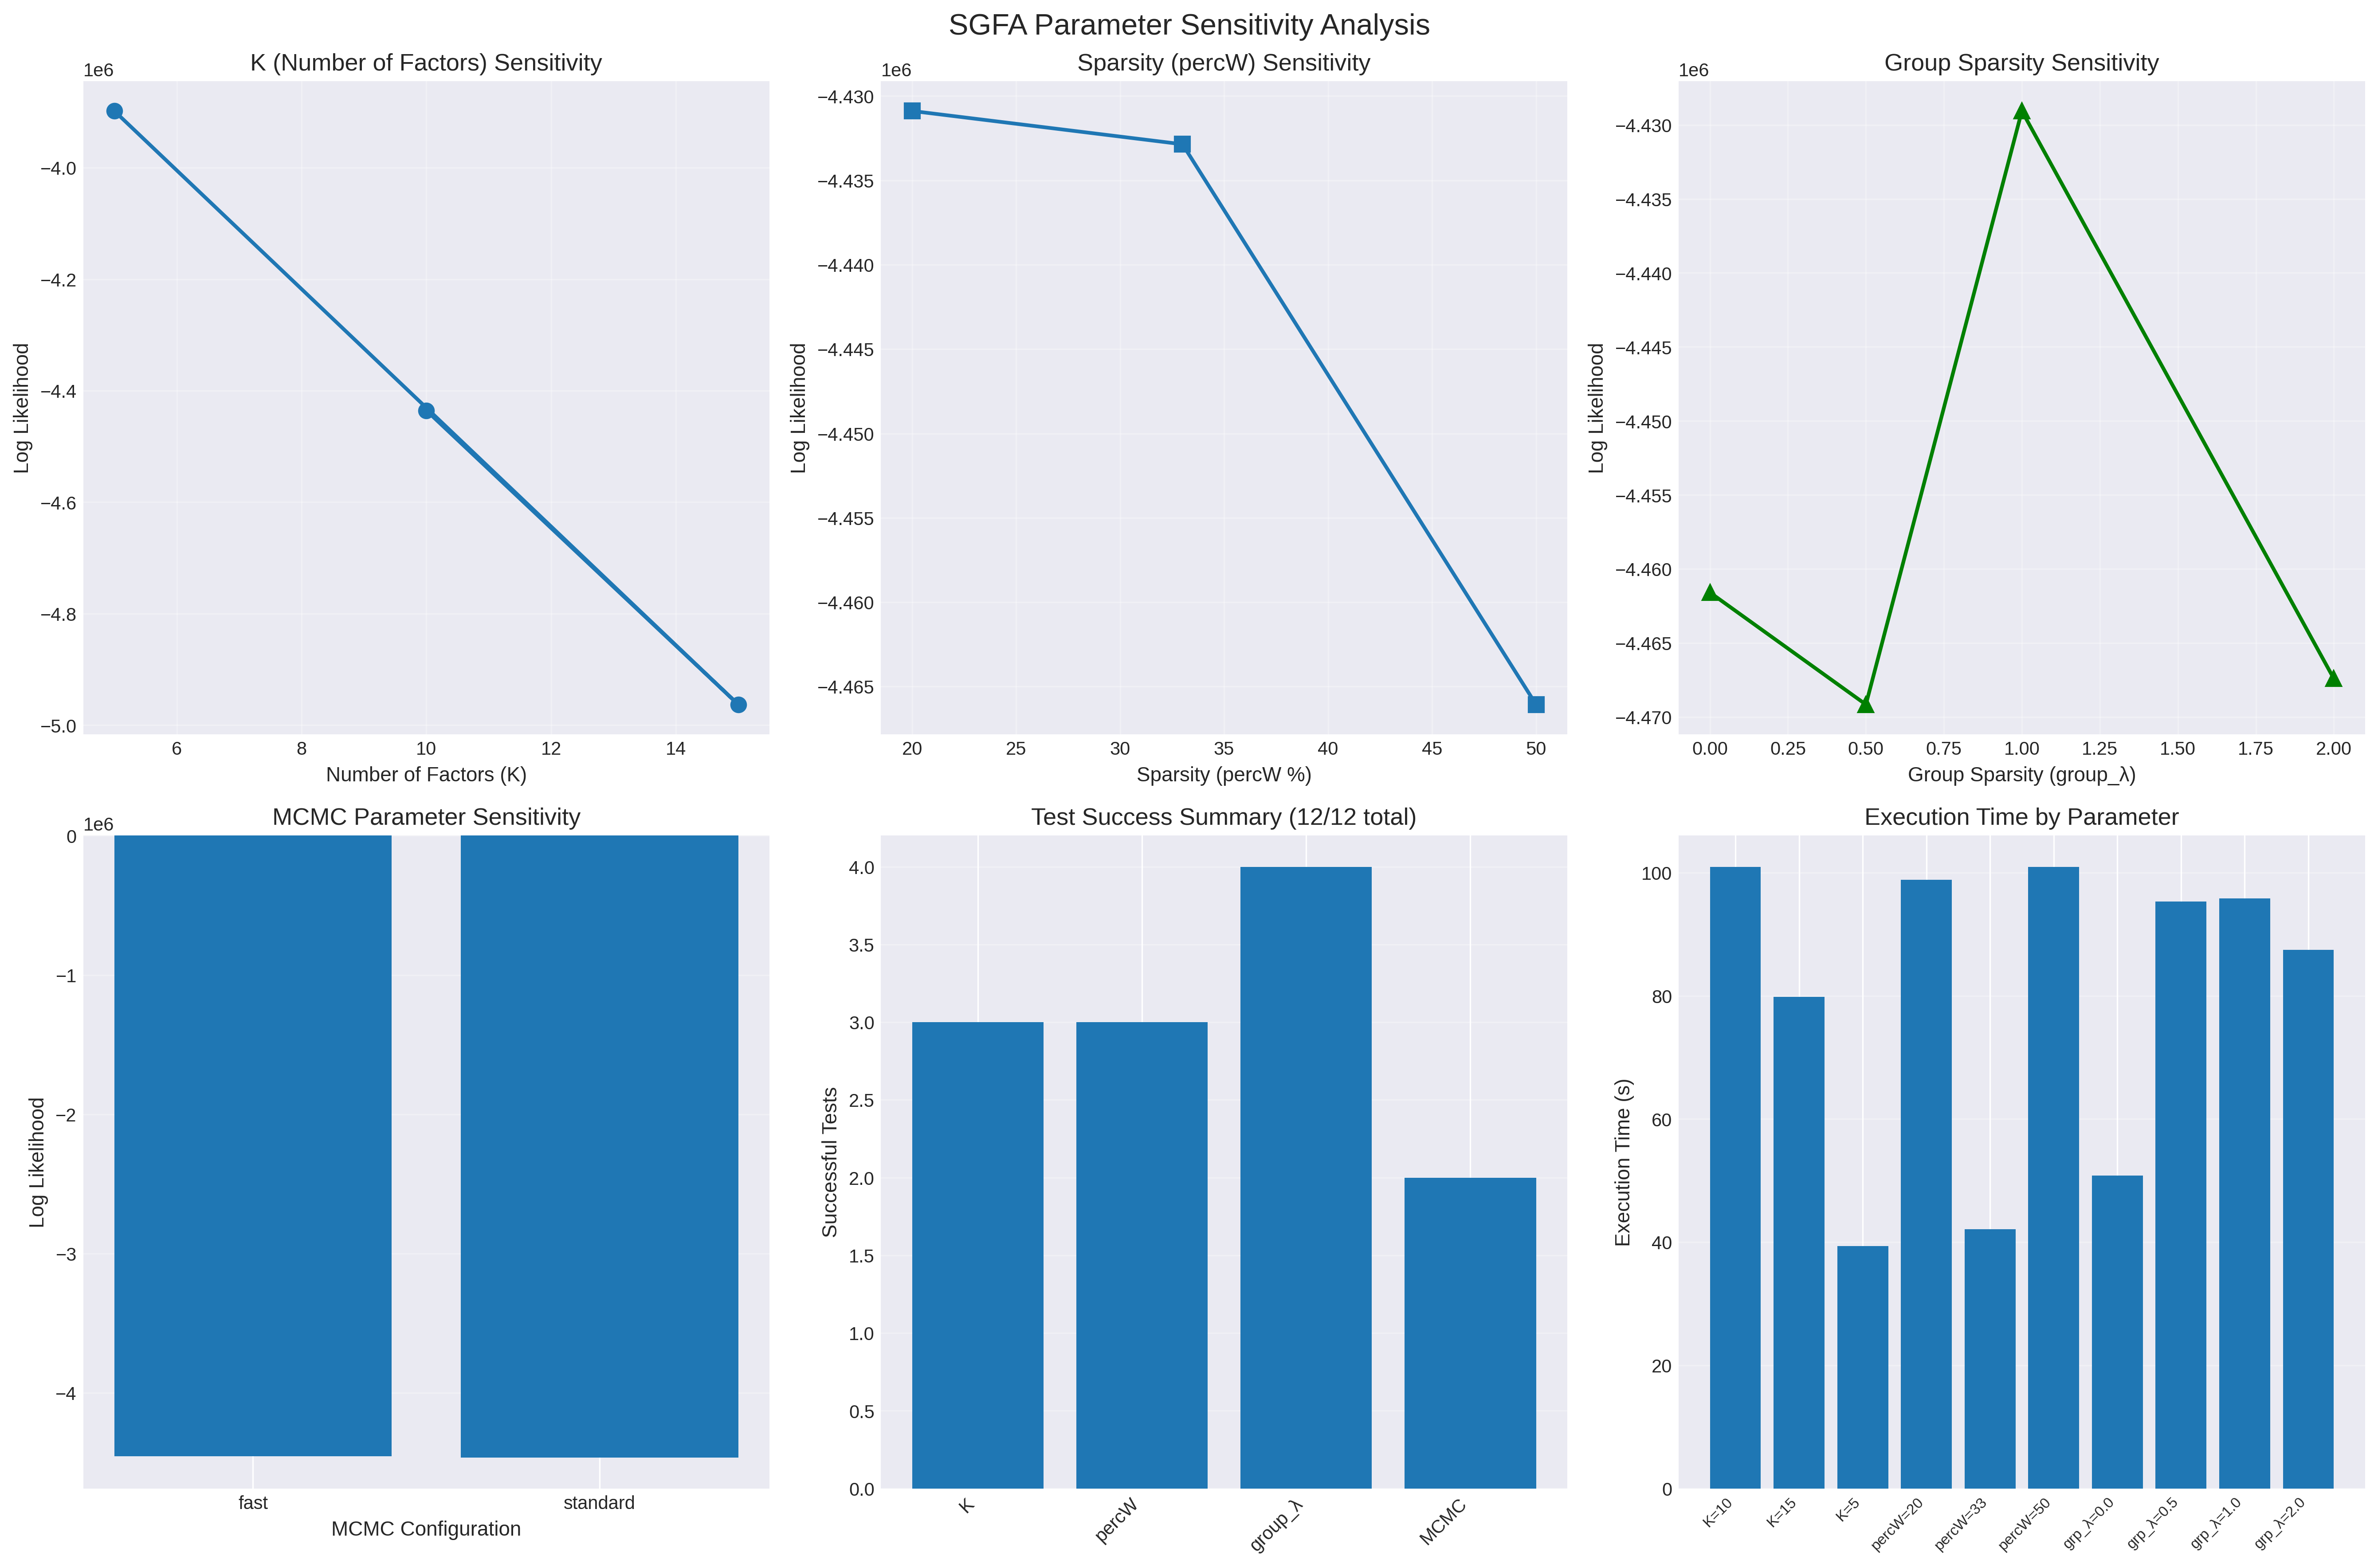 SGFA Parameter Sensitivity Analysis
K (Number of Factors) Sensitivity
1e6
−4.0
−4.2
−4.4
−4.6
−4.8
−5.0
Log Likelihood
6 8 10 12 14
Number of Factors (K)
Sparsity (percW) Sensitivity
1e6
−4.430
−4.435
−4.440
−4.445
−4.450
−4.455
−4.460
−4.465
Log Likelihood
20 25 30 35 40 45 50
Sparsity (percW %)
Group Sparsity Sensitivity
1e6
−4.430
−4.435
−4.440
−4.445
−4.450
−4.455
−4.460
−4.465
−4.470
Log Likelihood
0.00 0.25 0.50 0.75 1.00 1.25 1.50 1.75 2.00
Group Sparsity (group_λ)
MCMC Parameter Sensitivity
1e6
0
−1
−2
−3
−4
Log Likelihood
fast standard
MCMC Configuration
Test Success Summary (12/12 total)
4.0
3.5
3.0
2.5
2.0
1.5
1.0
0.5
0.0
Successful Tests
K percW group_λ MCMC
Execution Time by Parameter
100
80
60
40
20
0
Execution Time (s)
K=10 K=15 K=5 percW=20 percW=33 percW=50 grp_λ=0.0 grp_λ=0.5 grp_λ=1.0 grp_λ=2.0